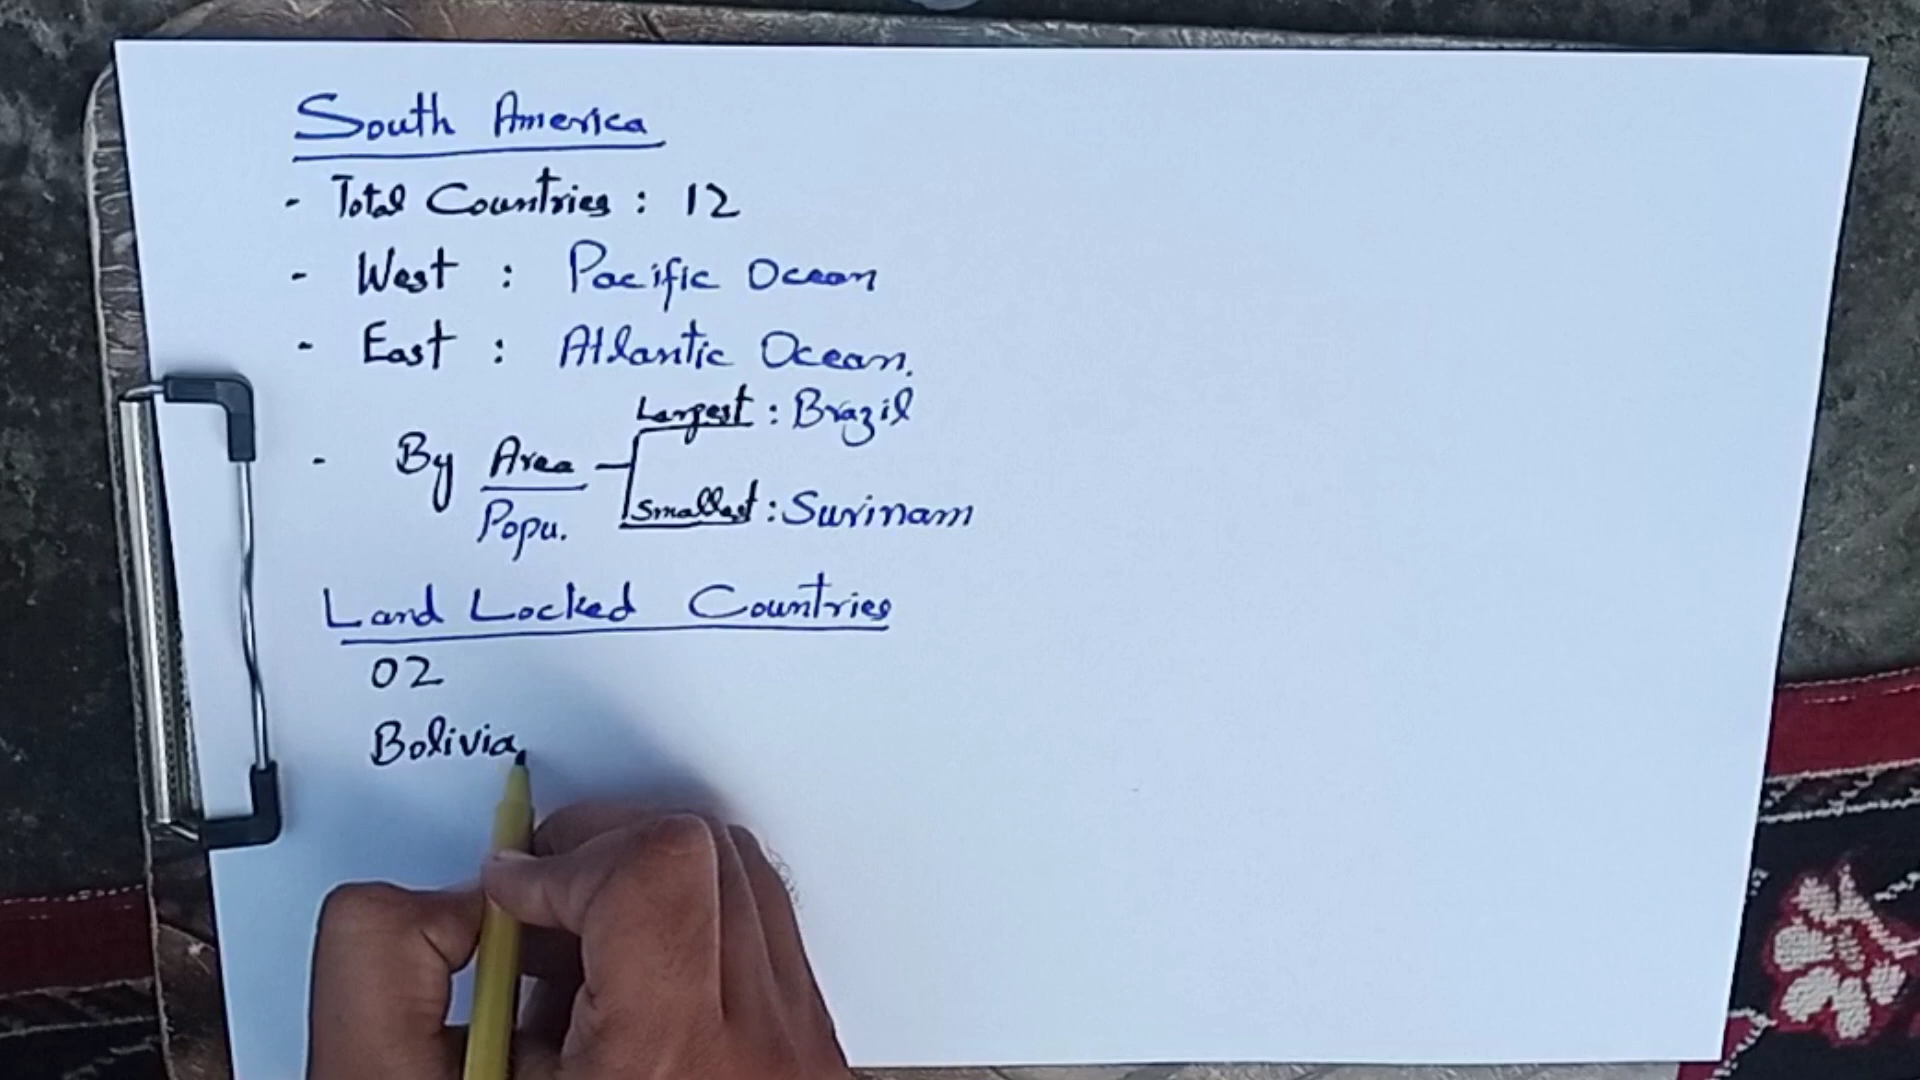 South America
- Total Countries : 12
- West : Pacific Ocean
- East : Atlantic Ocean.
Largest : Brazil
- By Area
Popu.
Smallest : Surinam
Land Locked Countries
02
Bolivia